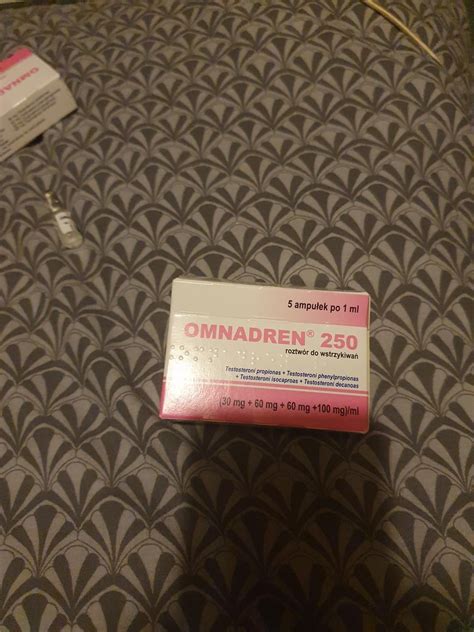 OMNA
5 ampułek po 1 ml
OMNADREN® 250
roztwór do wstrzykiwań
Testosteroni propionas + Testosteroni phenylpropionas
+ Testosteroni isocaproas + Testosteroni decanoas
(30 mg + 60 mg + 60 mg +100 mg)/ml